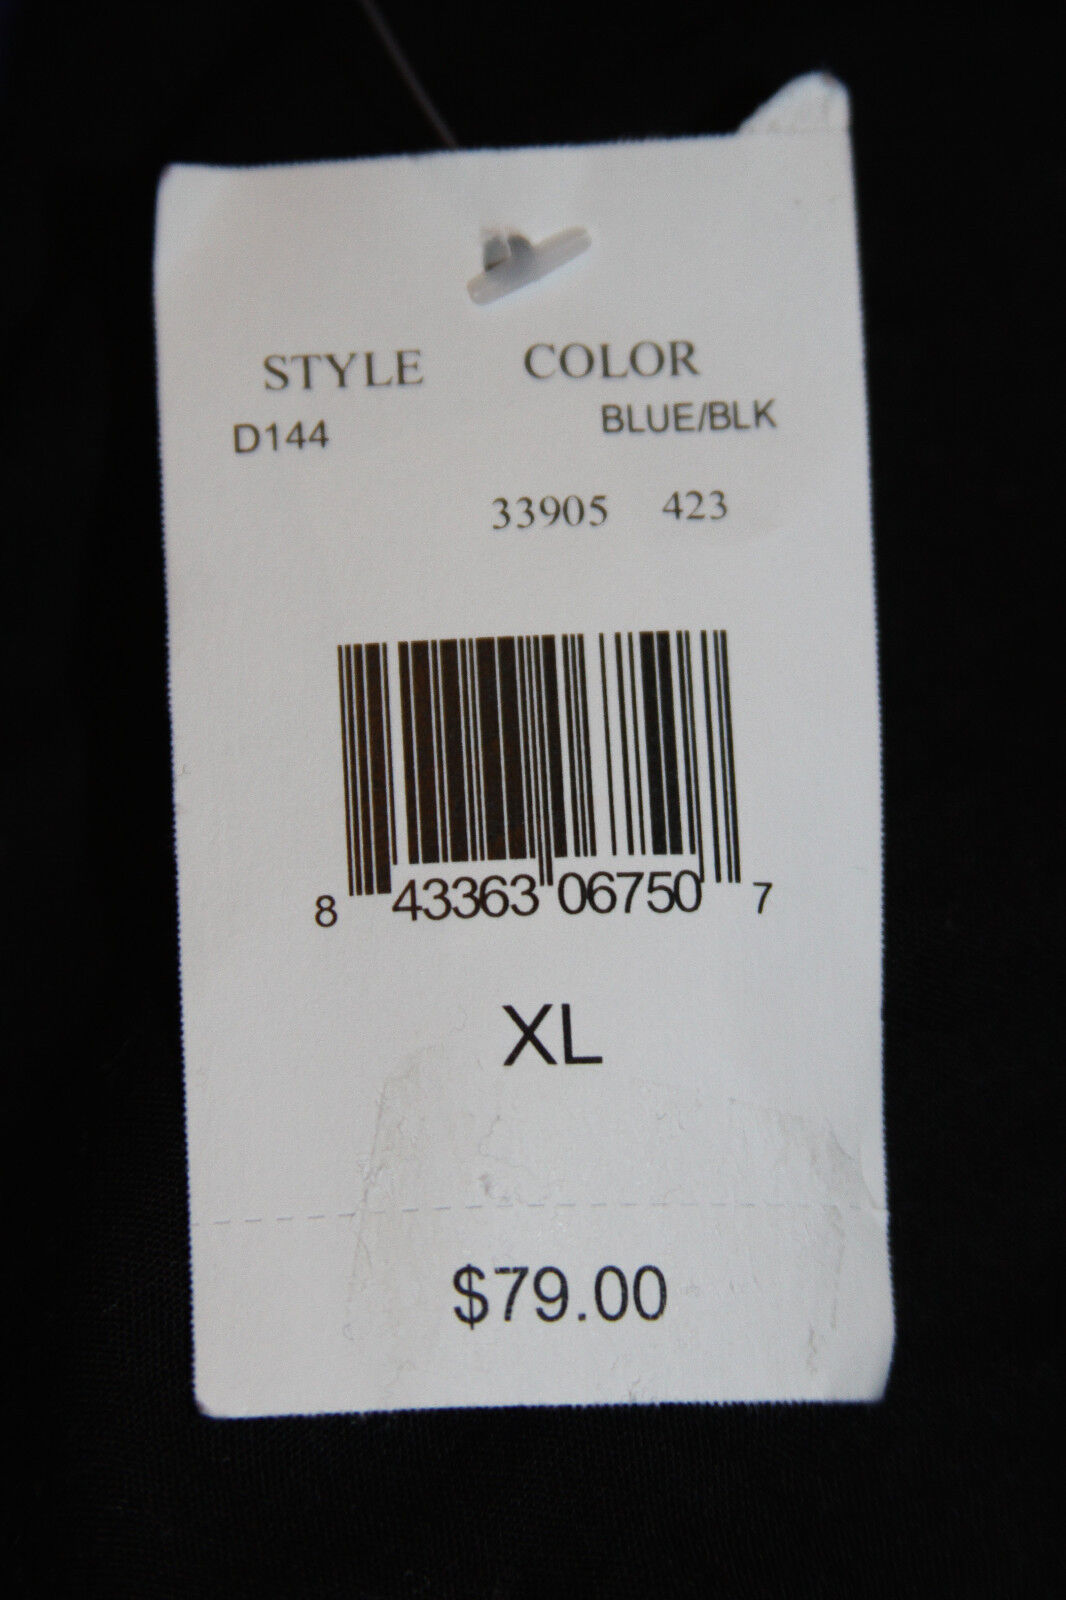 STYLE COLOR
D144 BLUE/BLK
33905 423
8 43363 06750 7
XL
$79.00